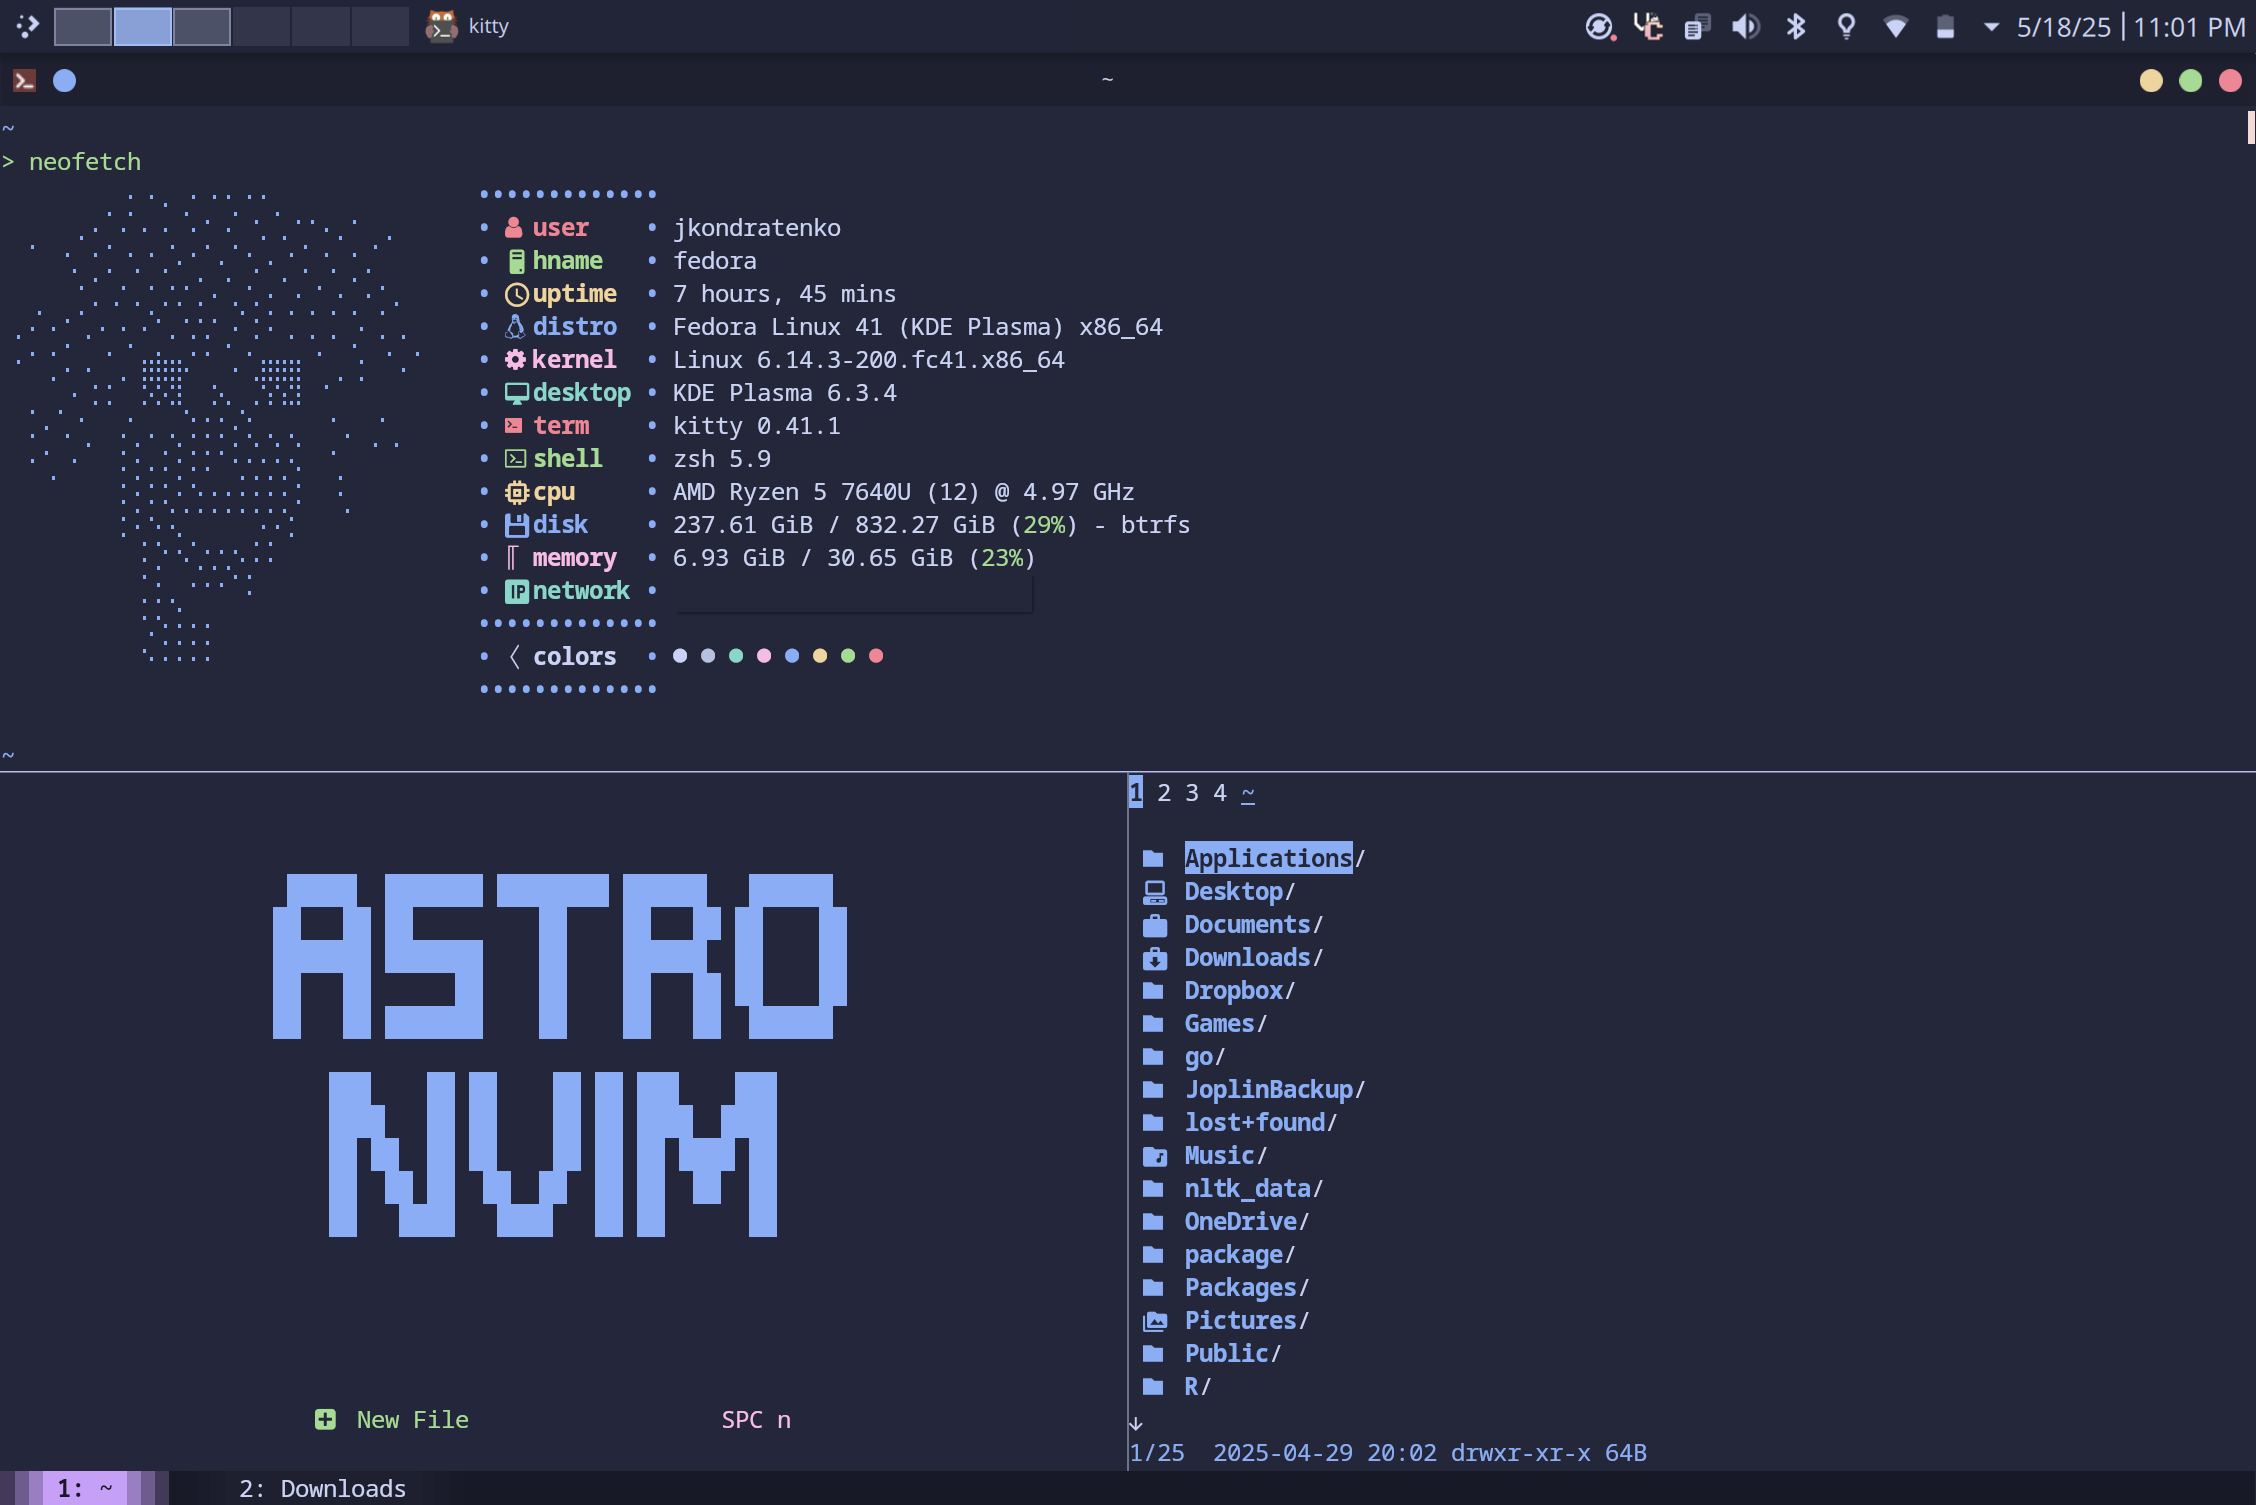 kitty
5/18/25 | 11:01 PM
~
~
> neofetch
user • jkondratenko
hname • fedora
uptime • 7 hours, 45 mins
distro • Fedora Linux 41 (KDE Plasma) x86_64
kernel • Linux 6.14.3-200.fc41.x86_64
desktop • KDE Plasma 6.3.4
term • kitty 0.41.1
shell • zsh 5.9
cpu • AMD Ryzen 5 7640U (12) @ 4.97 GHz
disk • 237.61 GiB / 832.27 GiB (29%) - btrfs
memory • 6.93 GiB / 30.65 GiB (23%)
IP network •
colors •
~
ASTRO
NVIM
New File SPC n
1 2 3 4 ~
Applications/
Desktop/
Documents/
Downloads/
Dropbox/
Games/
go/
JoplinBackup/
lost+found/
Music/
nltk_data/
OneDrive/
package/
Packages/
Pictures/
Public/
R/
↓
1/25 2025-04-29 20:02 drwxr-xr-x 64B
1: ~ 2: Downloads